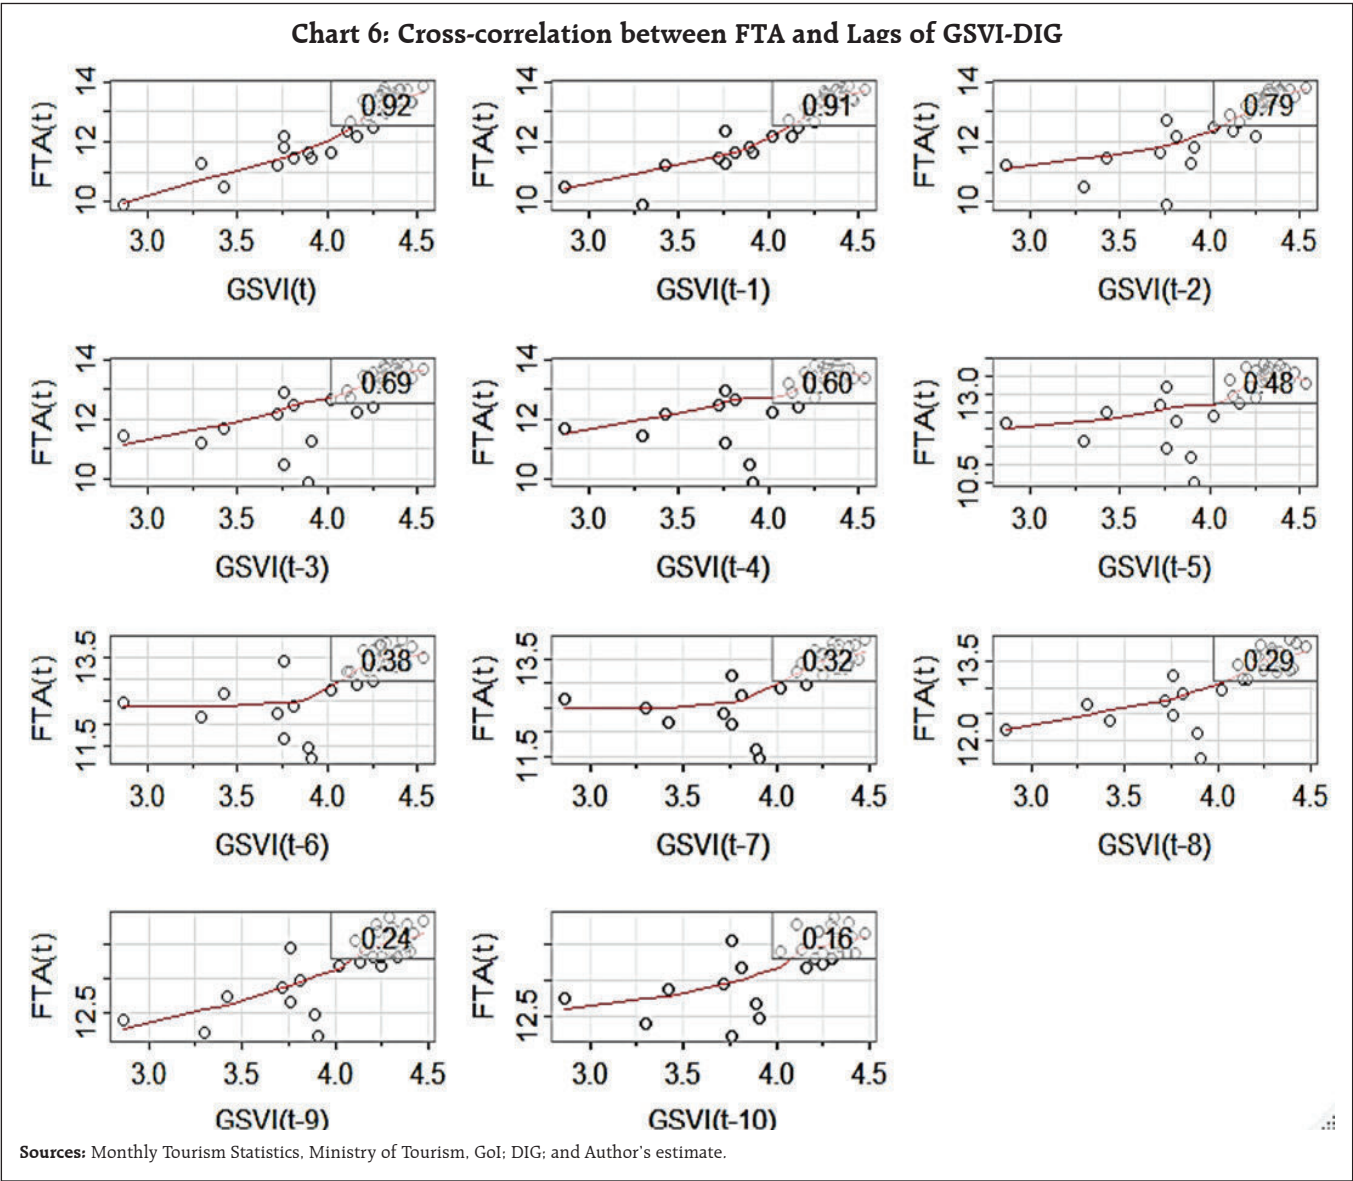 Chart 6: Cross-correlation between FTA and Lags of GSVI-DIG
FTA(t)
14
12
10
0.92
3.0 3.5 4.0 4.5
GSVI(t)
FTA(t)
14
12
10
0.91
3.0 3.5 4.0 4.5
GSVI(t-1)
FTA(t)
14
12
10
0.79
3.0 3.5 4.0 4.5
GSVI(t-2)
FTA(t)
14
12
10
0.69
3.0 3.5 4.0 4.5
GSVI(t-3)
FTA(t)
14
12
10
0.60
3.0 3.5 4.0 4.5
GSVI(t-4)
FTA(t)
13.0
10.5
0.48
3.0 3.5 4.0 4.5
GSVI(t-5)
FTA(t)
13.5
11.5
0.38
3.0 3.5 4.0 4.5
GSVI(t-6)
FTA(t)
13.5
11.5
0.32
3.0 3.5 4.0 4.5
GSVI(t-7)
FTA(t)
13.5
12.0
0.29
3.0 3.5 4.0 4.5
GSVI(t-8)
FTA(t)
12.5
0.24
3.0 3.5 4.0 4.5
GSVI(t-9)
FTA(t)
12.5
0.16
3.0 3.5 4.0 4.5
GSVI(t-10)
Sources: Monthly Tourism Statistics, Ministry of Tourism, GoI; DIG; and Author's estimate.